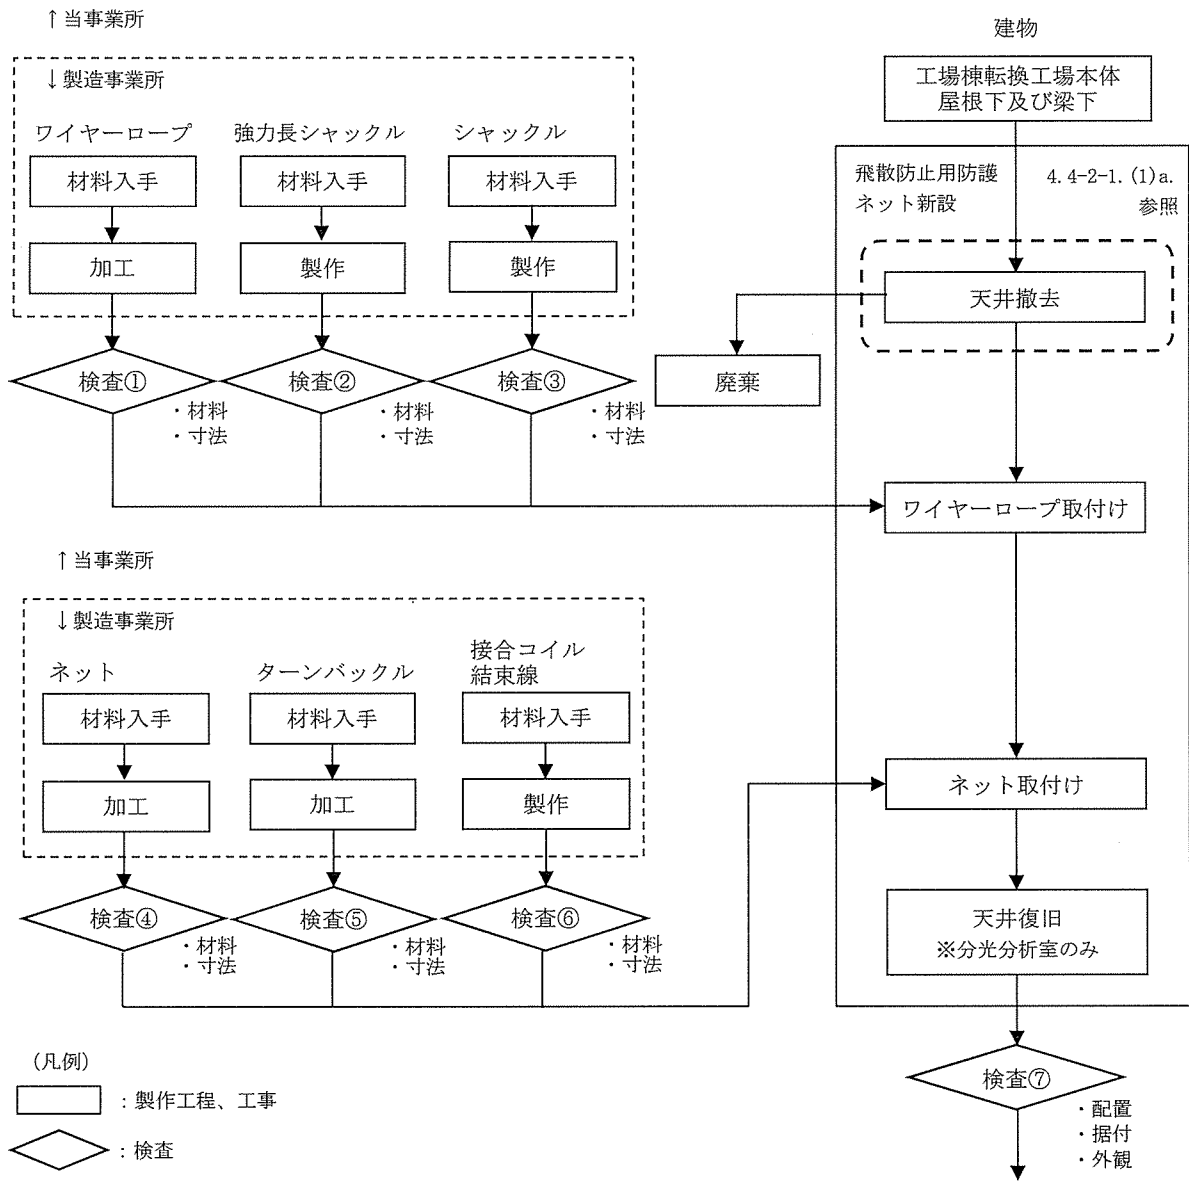 ↑当事業所
↓製造事業所
ワイヤーロープ
強力長シャックル
シャックル
材料入手
材料入手
材料入手
加工
製作
製作
検査①
・材料
・寸法
検査②
・材料
・寸法
検査③
・材料
・寸法
建物
工場棟転換工場本体
屋根下及び梁下
飛散防止用防護
ネット新設
4.4-2-1.(1)a.
参照
天井撤去
廃棄
ワイヤーロープ取付け
↑当事業所
↓製造事業所
ネット
ターンバックル
接合コイル
結束線
材料入手
材料入手
材料入手
加工
加工
製作
検査④
・材料
・寸法
検査⑤
・材料
・寸法
検査⑥
・材料
・寸法
ネット取付け
天井復旧
※分光分析室のみ
検査⑦
・配置
・据付
・外観
(凡例)
：製作工程、工事
：検査